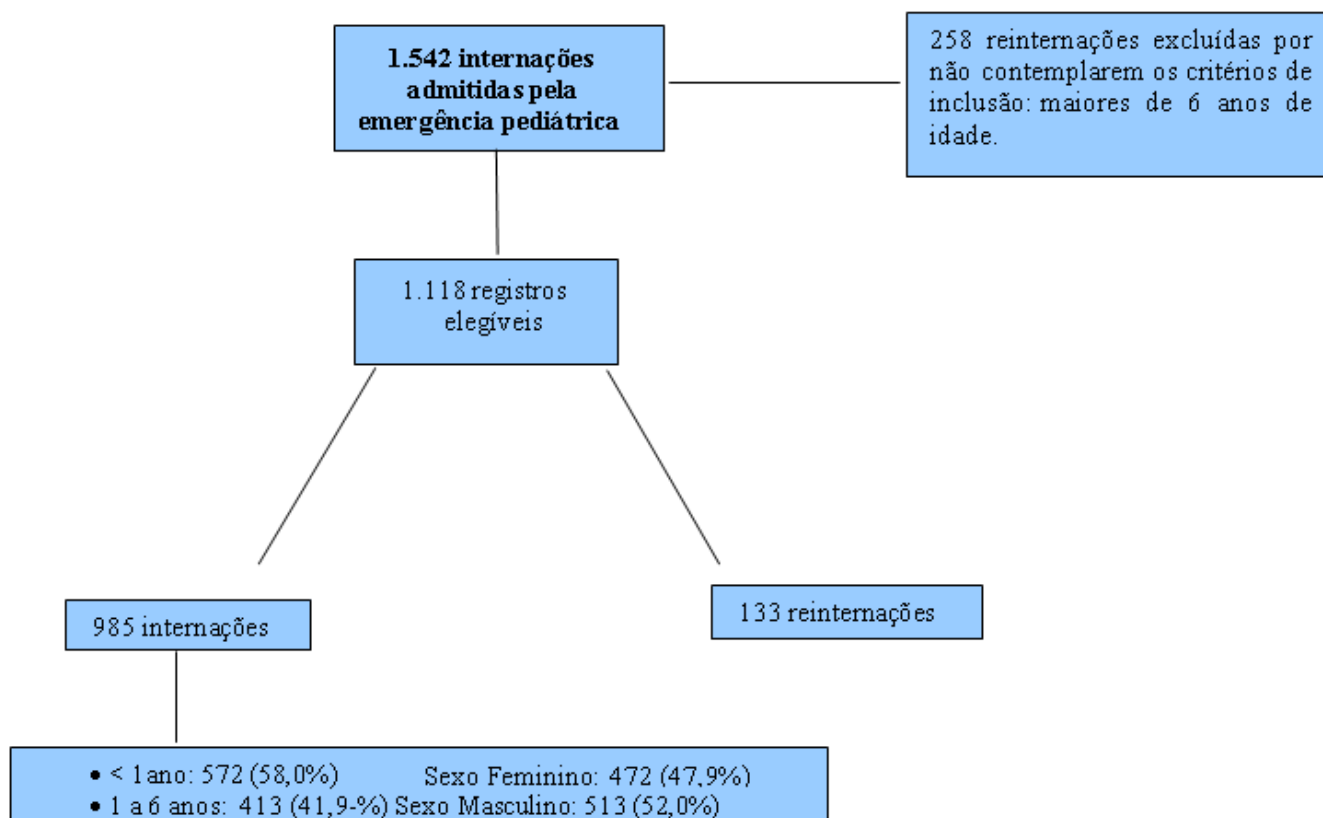 1.542 internações
admitidas pela
emergência pediátrica
258 reinternações excluídas por
não contemplarem os critérios de
inclusão: maiores de 6 anos de
idade.
1.118 registros
elegíveis
985 internações
133 reinternações
• < 1ano: 572 (58,0%) Sexo Feminino: 472 (47,9%)
• 1 a 6 anos: 413 (41,9-%) Sexo Masculino: 513 (52,0%)